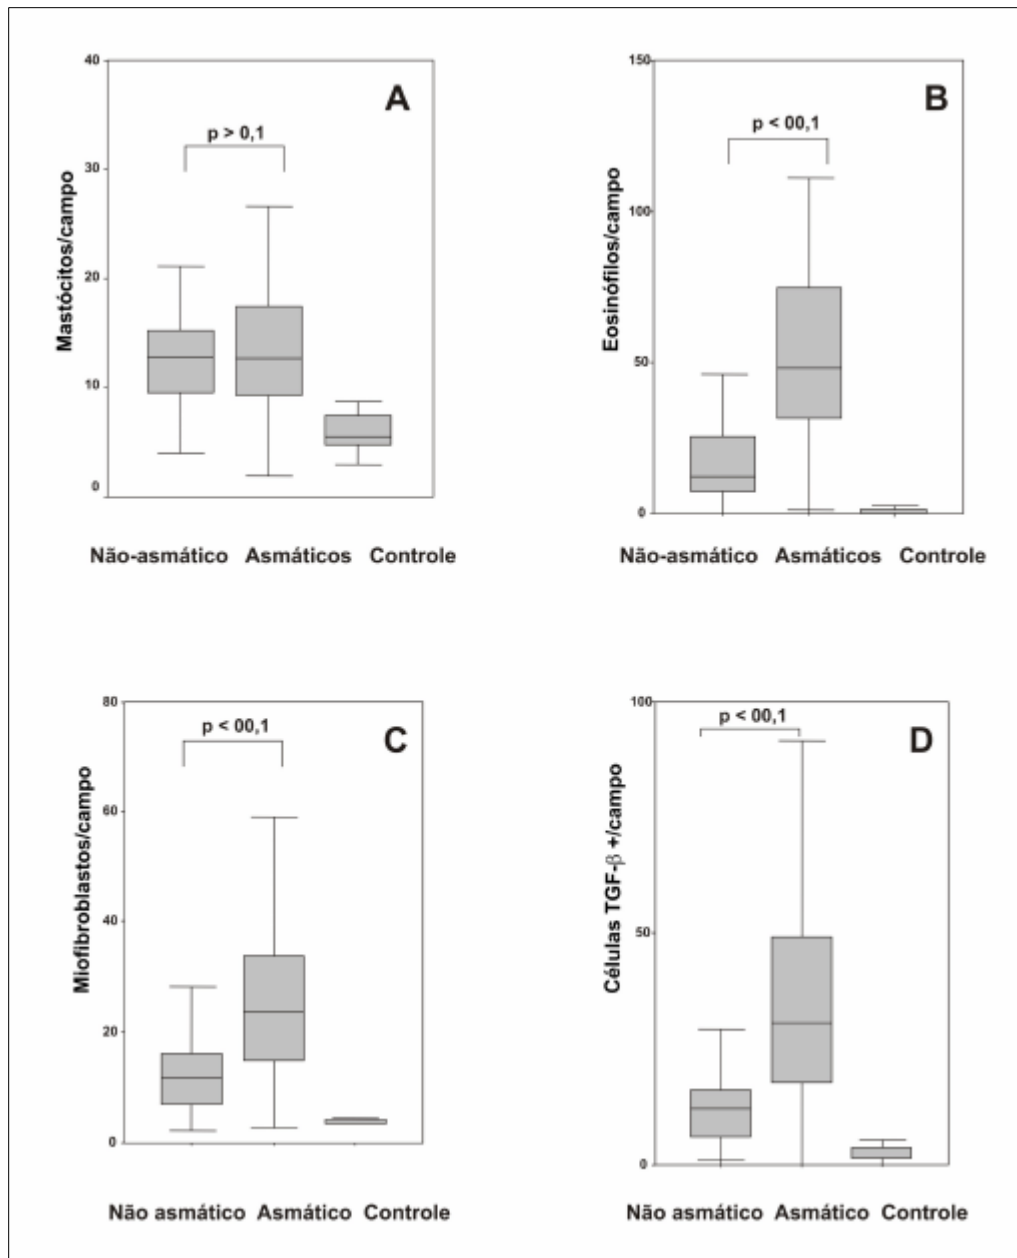 40
A
p > 0,1
30
Mastócitos/campo
20
10
0
Não-asmático Asmáticos Controle
150
B
p < 00,1
100
Eosinófilos/campo
50
0
Não-asmático Asmáticos Controle
80
p < 00,1
C
60
Miofibroblastos/campo
40
20
0
Não asmático Asmático Controle
100
p < 00,1
D
Células TGF-β +/campo
50
0
Não asmático Asmático Controle